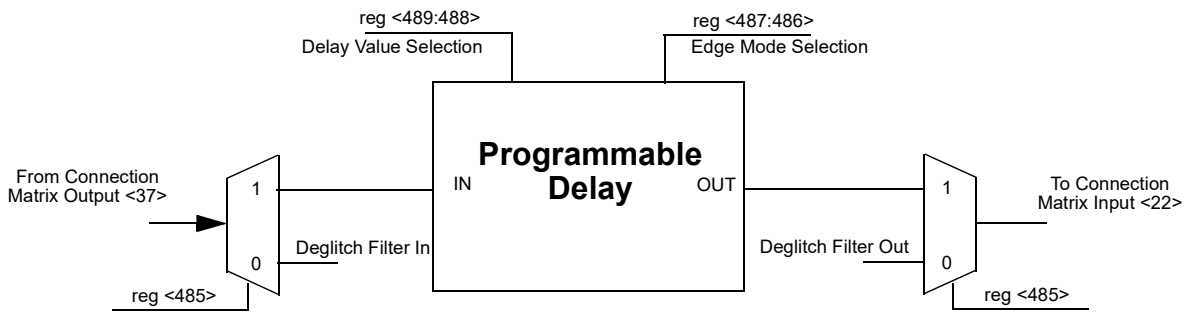 reg <489:488>
Delay Value Selection
reg <487:486>
Edge Mode Selection
Programmable
Delay
IN
OUT
From Connection
Matrix Output <37>
1
0
Deglitch Filter In
reg <485>
Deglitch Filter Out
1
0
To Connection
Matrix Input <22>
reg <485>